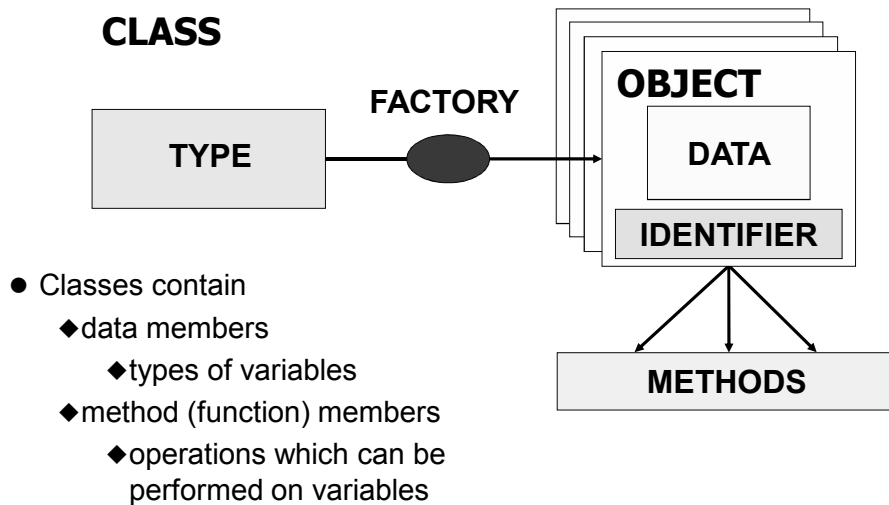 CLASS
FACTORY
TYPE
OBJECT
DATA
IDENTIFIER
METHODS
● Classes contain
◆data members
◆types of variables
◆method (function) members
◆operations which can be
performed on variables